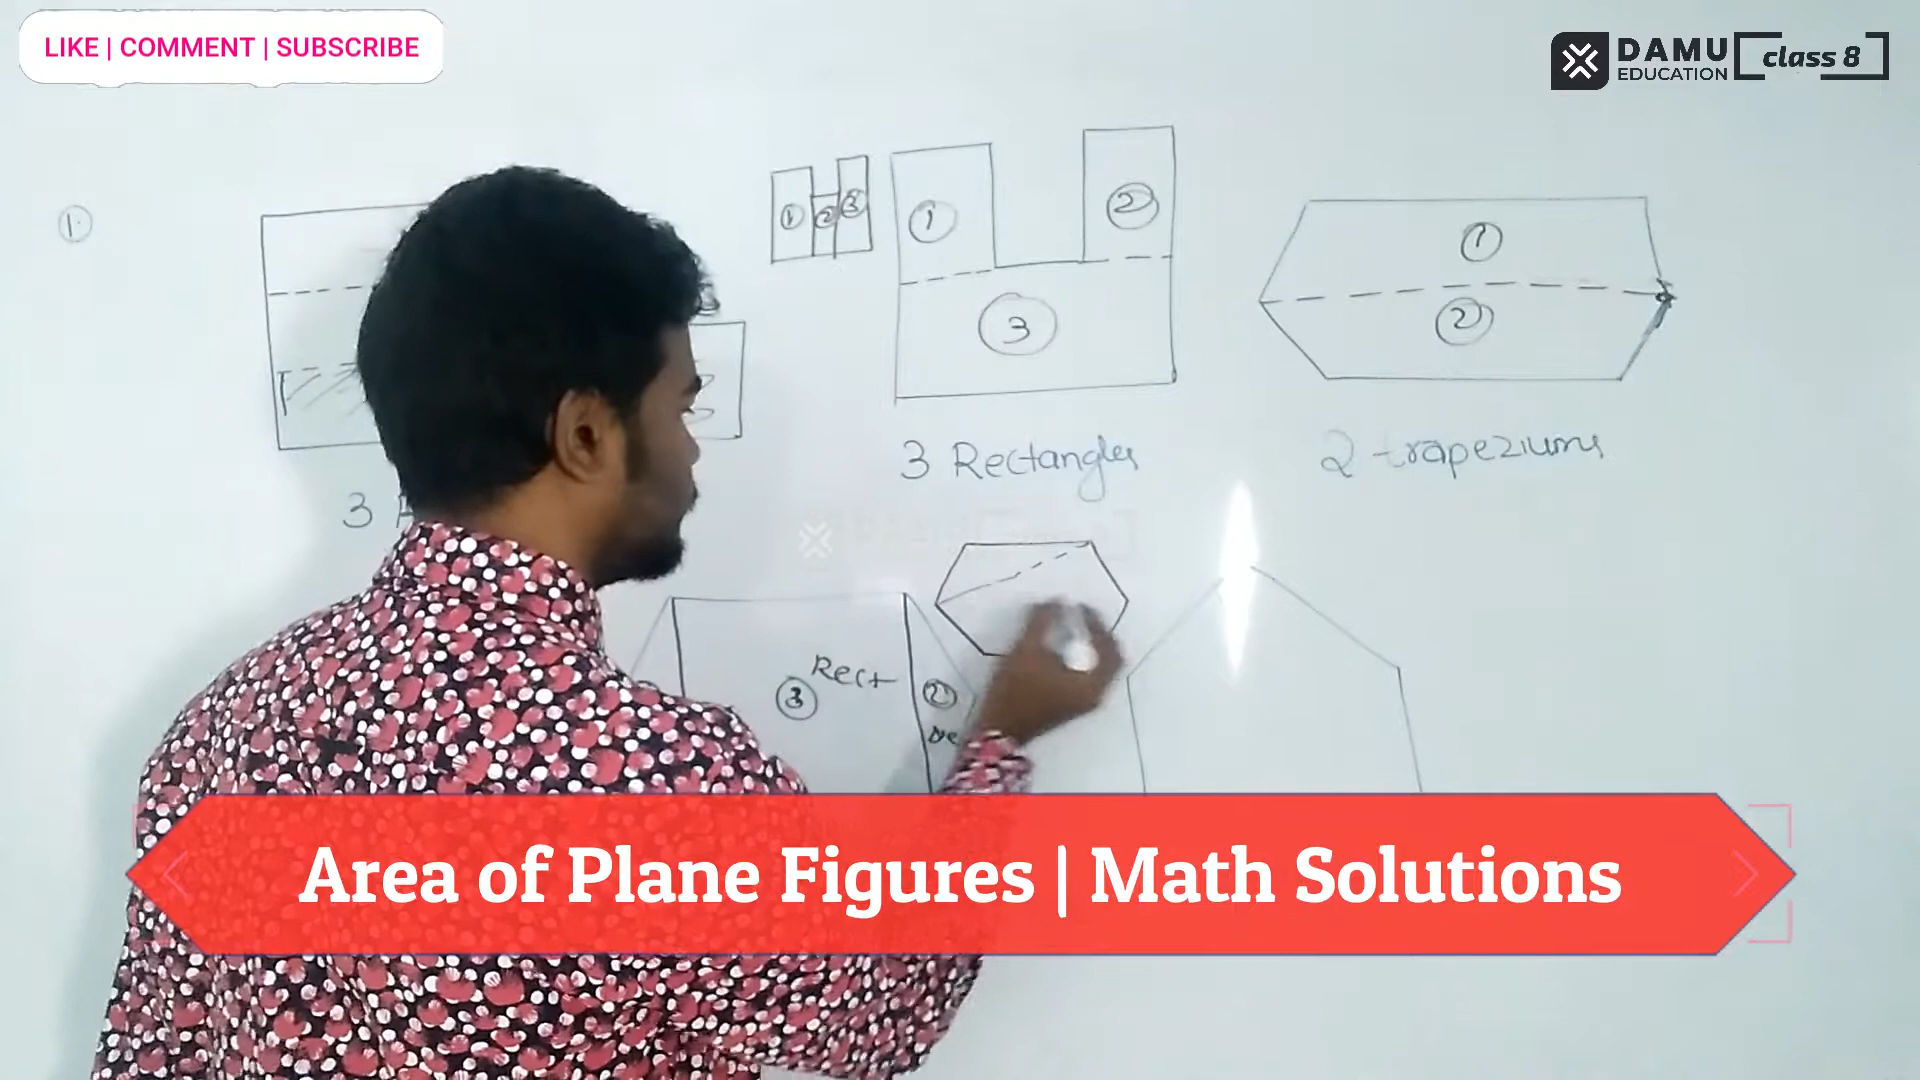 LIKE | COMMENT | SUBSCRIBE
DAMU
EDUCATION
class 8
1.
1
2
3
1
2
3
1
2
3 Rectangles
2 trapeziums
3
3
Rect
2
Area of Plane Figures | Math Solutions